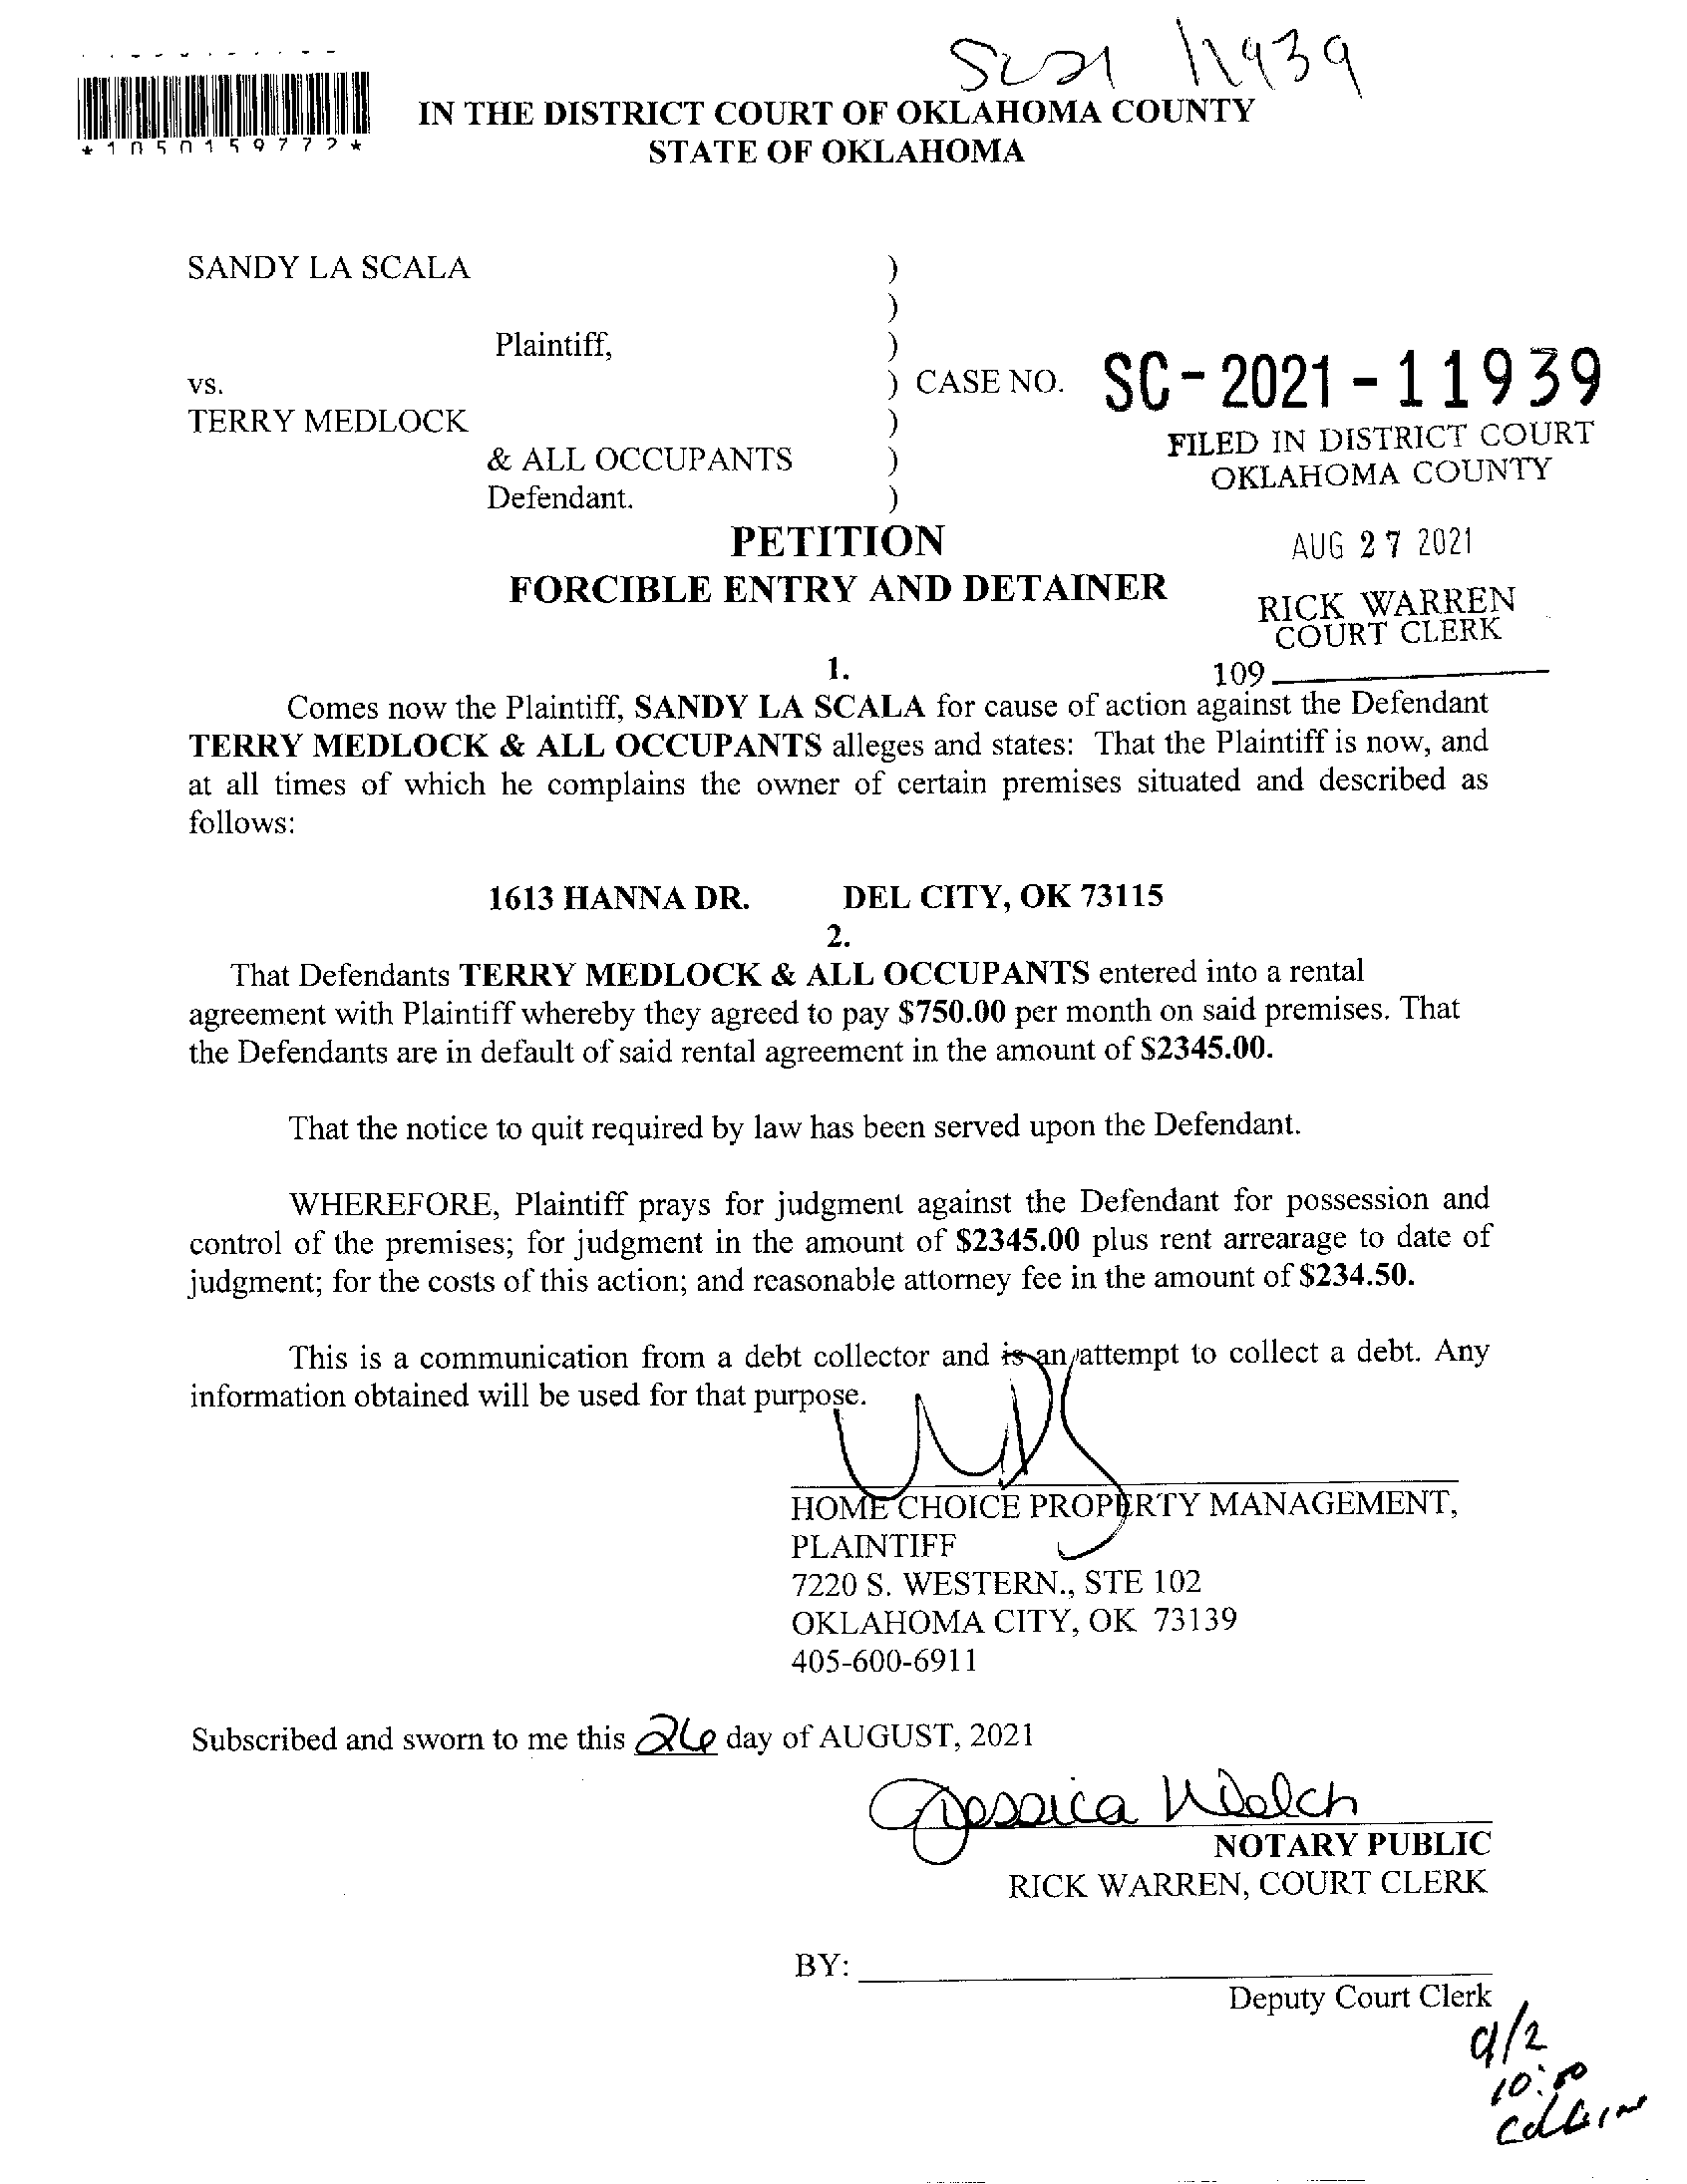 SC21 11939
*1050159772*
IN THE DISTRICT COURT OF OKLAHOMA COUNTY
STATE OF OKLAHOMA
SANDY LA SCALA )
)
Plaintiff, )
vs. ) CASE NO. SC-2021-11939
TERRY MEDLOCK )
& ALL OCCUPANTS )
Defendant. )
FILED IN DISTRICT COURT
OKLAHOMA COUNTY
AUG 27 2021
RICK WARREN
COURT CLERK
109
PETITION
FORCIBLE ENTRY AND DETAINER
1.
Comes now the Plaintiff, SANDY LA SCALA for cause of action against the Defendant
TERRY MEDLOCK & ALL OCCUPANTS alleges and states: That the Plaintiff is now, and
at all times of which he complains the owner of certain premises situated and described as
follows:
1613 HANNA DR. DEL CITY, OK 73115
2.
That Defendants TERRY MEDLOCK & ALL OCCUPANTS entered into a rental
agreement with Plaintiff whereby they agreed to pay $750.00 per month on said premises. That
the Defendants are in default of said rental agreement in the amount of $2345.00.
That the notice to quit required by law has been served upon the Defendant.
WHEREFORE, Plaintiff prays for judgment against the Defendant for possession and
control of the premises; for judgment in the amount of $2345.00 plus rent arrearage to date of
judgment; for the costs of this action; and reasonable attorney fee in the amount of $234.50.
This is a communication from a debt collector and is an attempt to collect a debt. Any
information obtained will be used for that purpose.
HOME CHOICE PROPERTY MANAGEMENT,
PLAINTIFF
7220 S. WESTERN., STE 102
OKLAHOMA CITY, OK 73139
405-600-6911
Subscribed and sworn to me this 26 day of AUGUST, 2021
Jessica Welch
NOTARY PUBLIC
RICK WARREN, COURT CLERK
BY:
Deputy Court Clerk
9/2
10:00